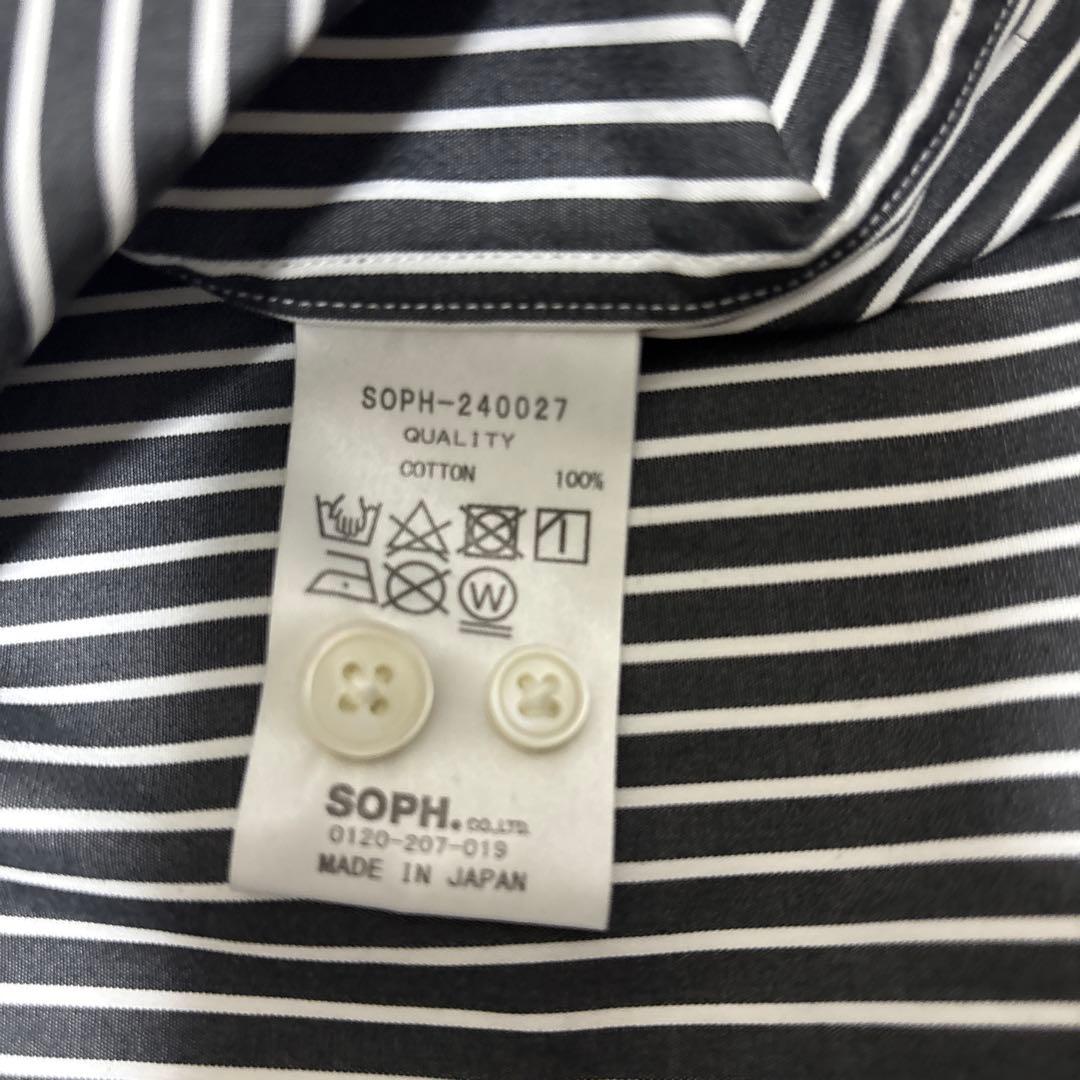 SOPH-240027
QUALITY
COTTON 100%
W
SOPH. CO.,LTD.
0120-207-019
MADE IN JAPAN